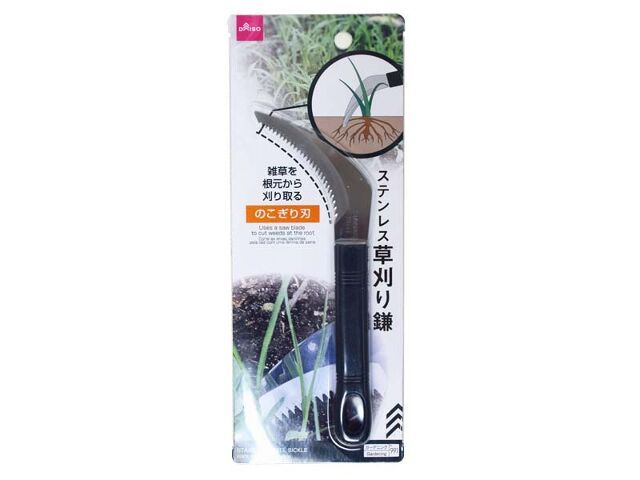 DAISO
雑草を
根元から
刈り取る
のこぎり刃
Uses a saw blade
to cut weeds at the root
ステンレス草刈り鎌
SICKLE
ガーデニング
Gardening